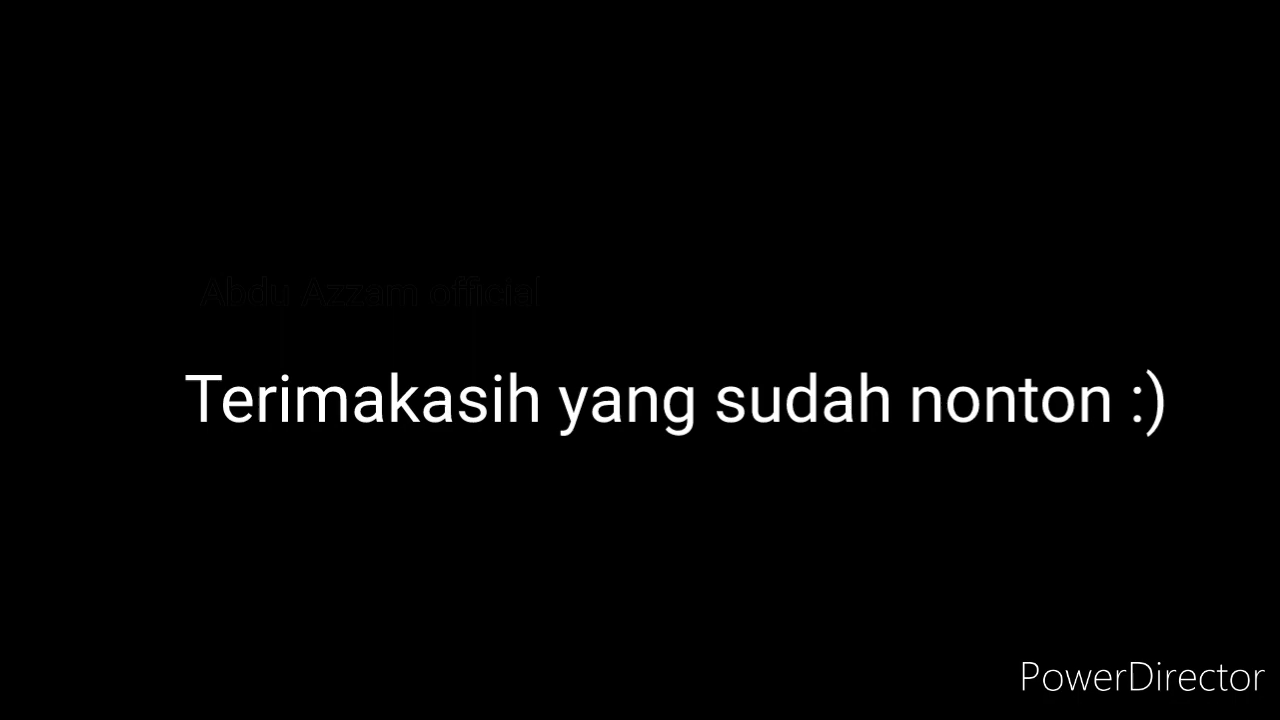 Abdu Azzam official
Terimakasih yang sudah nonton :)
PowerDirector